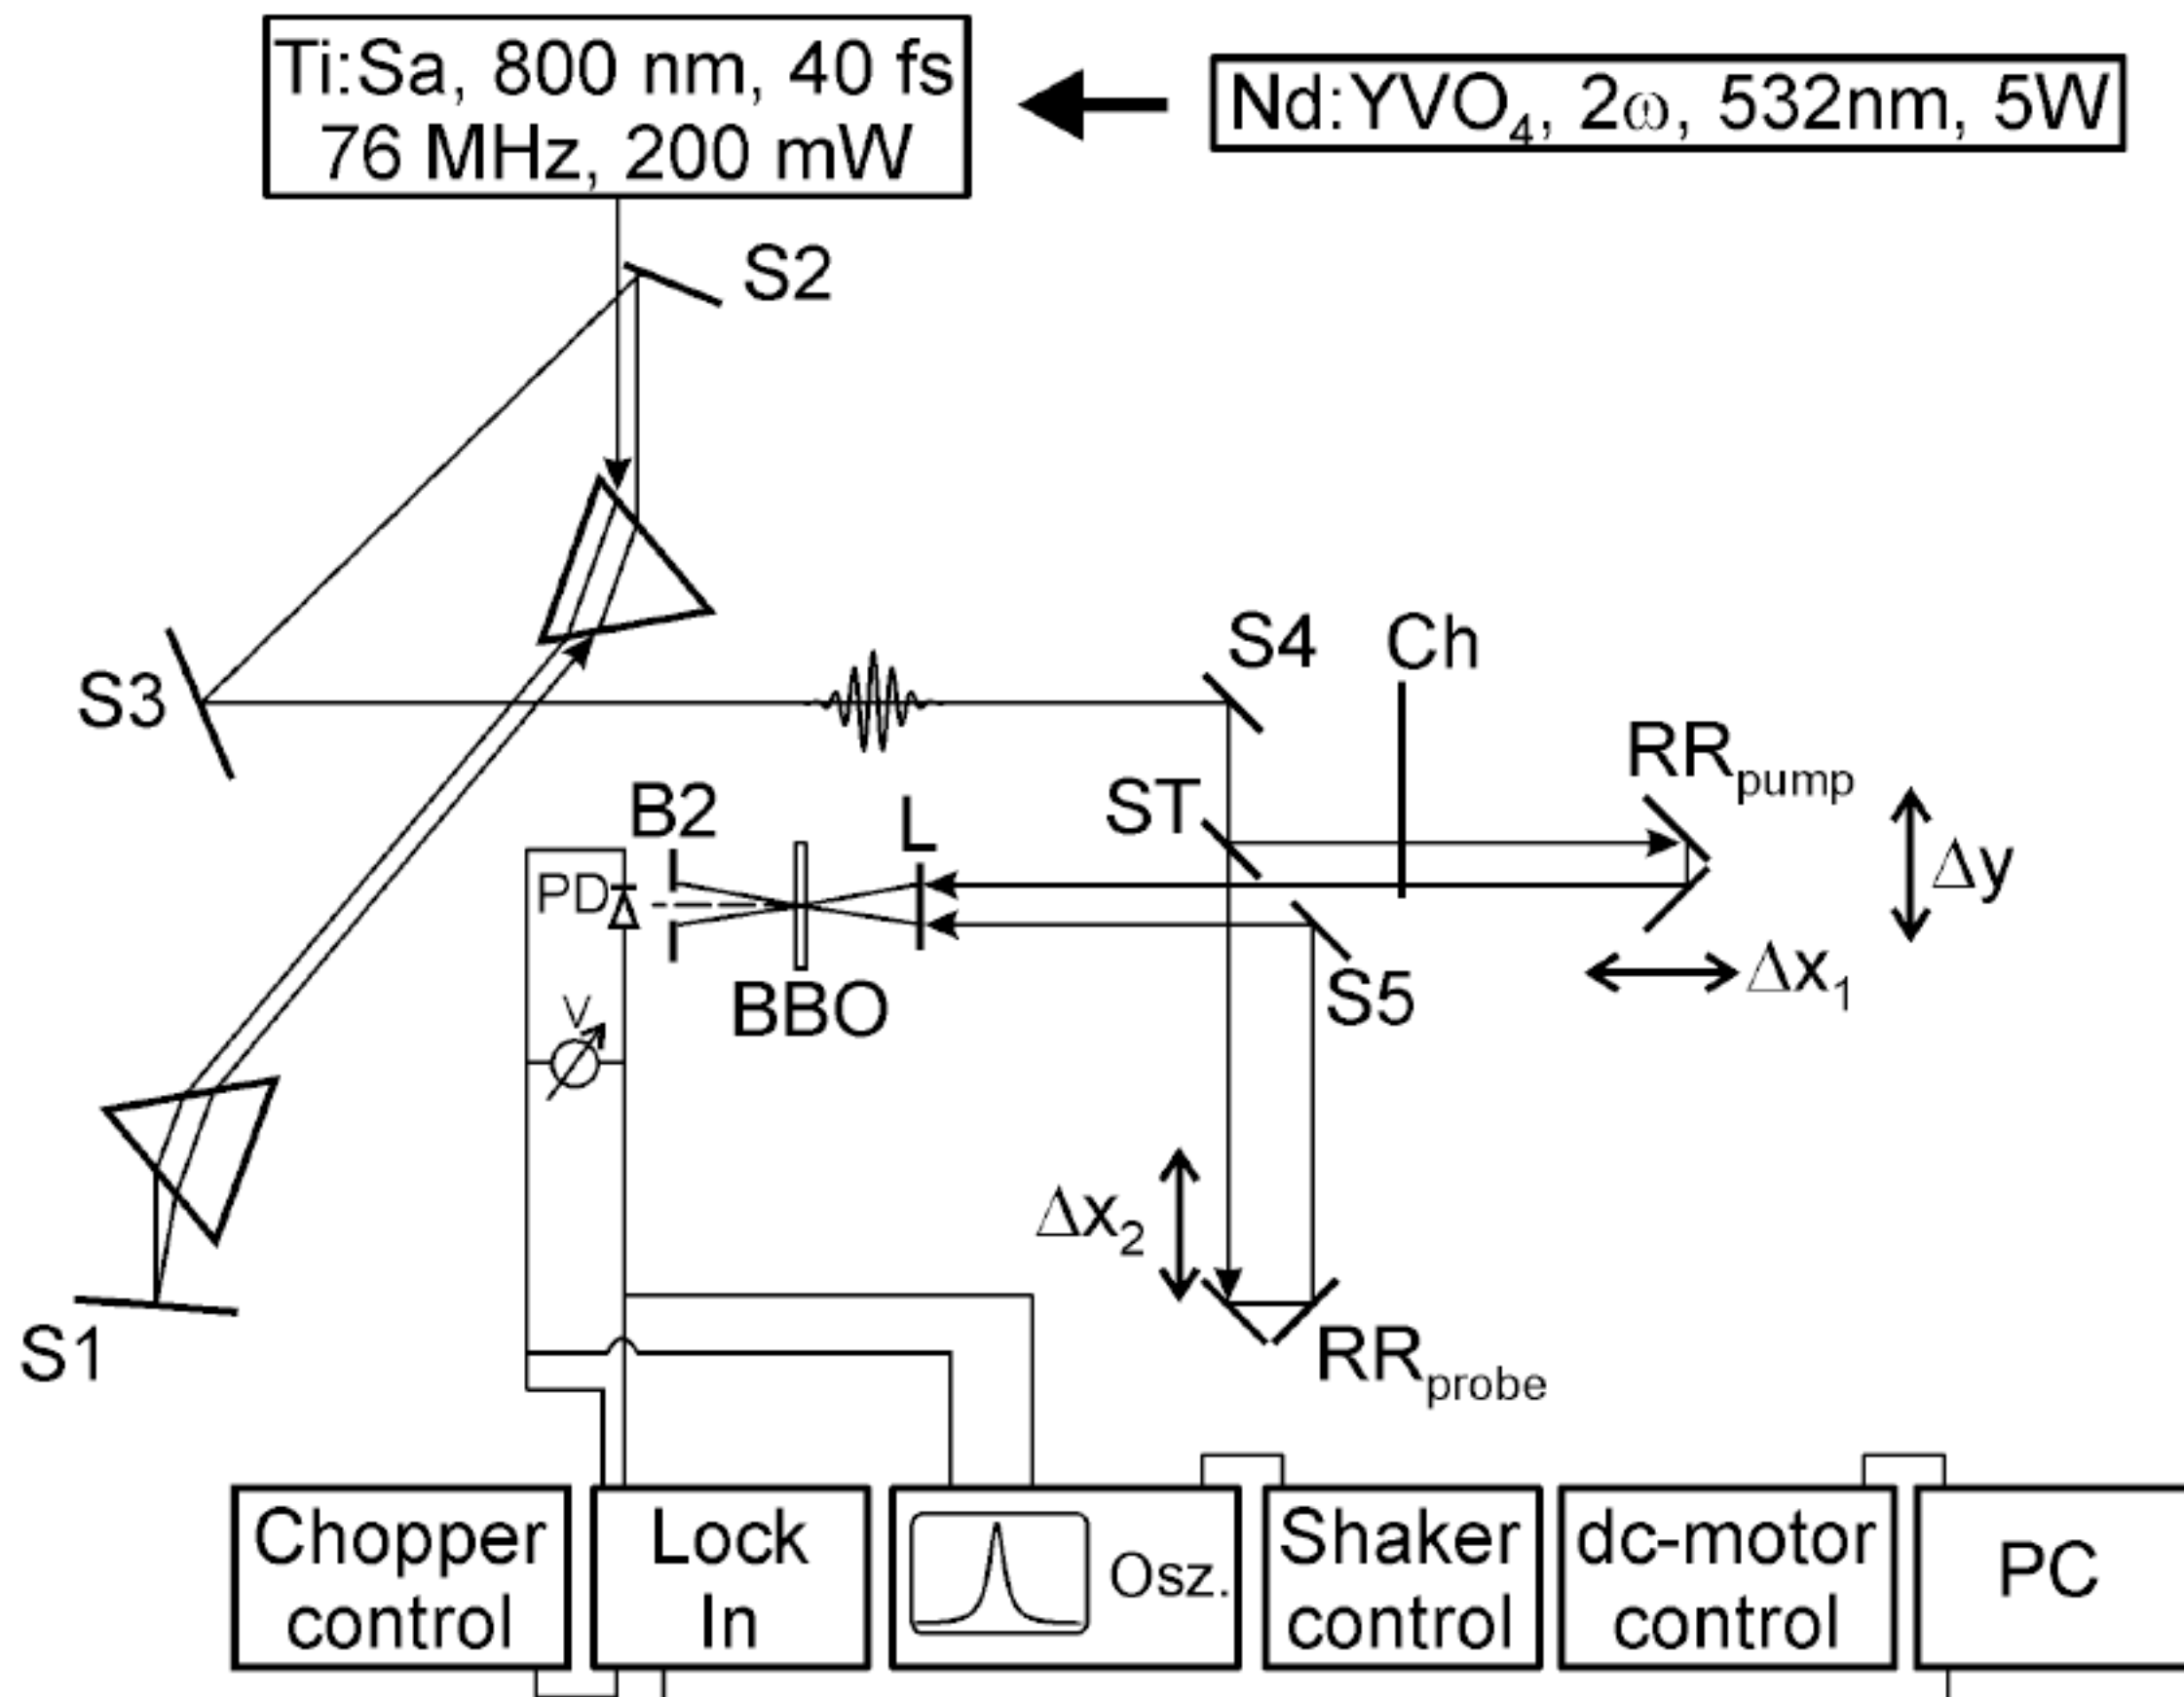 Ti:Sa, 800 nm, 40 fs
76 MHz, 200 mW
Nd:YVO₄, 2ω, 532nm, 5W
S2
S3
S4
Ch
RRpump
B2
L
ST
Δy
PD
Δx₁
BBO
S5
V
Δx₂
S1
RRprobe
Chopper
control
Lock
In
Osz.
Shaker
control
dc-motor
control
PC